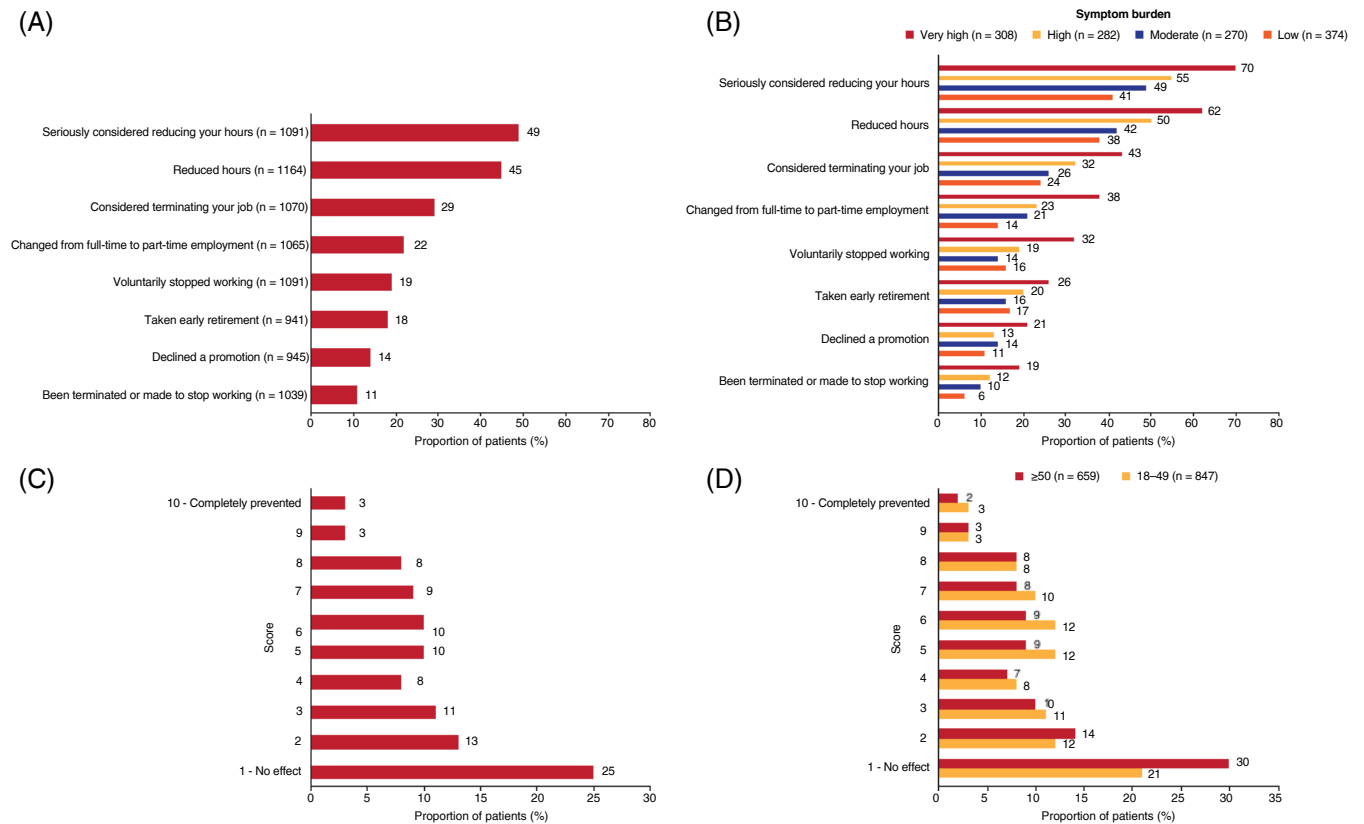 (A)
Seriously considered reducing your hours (n = 1091)
49
Reduced hours (n = 1164)
45
Considered terminating your job (n = 1070)
29
Changed from full-time to part-time employment (n = 1065)
22
Voluntarily stopped working (n = 1091)
19
Taken early retirement (n = 941)
18
Declined a promotion (n = 945)
14
Been terminated or made to stop working (n = 1039)
11
0 10 20 30 40 50 60 70 80
Proportion of patients (%)
(B)
Symptom burden
Very high (n = 308) High (n = 282) Moderate (n = 270) Low (n = 374)
Seriously considered reducing your hours
70
55
49
41
Reduced hours
62
50
42
38
Considered terminating your job
43
32
26
24
Changed from full-time to part-time employment
38
23
21
14
Voluntarily stopped working
32
19
14
16
Taken early retirement
26
20
16
17
Declined a promotion
21
13
14
11
Been terminated or made to stop working
19
12
10
6
0 10 20 30 40 50 60 70 80
Proportion of patients (%)
(C)
Score
10 - Completely prevented
3
9
3
8
8
7
9
6
10
5
10
4
8
3
11
2
13
1 - No effect
25
0 5 10 15 20 25 30
Proportion of patients (%)
(D)
≥50 (n = 659) 18–49 (n = 847)
Score
10 - Completely prevented
2
3
9
3
3
8
8
8
7
8
10
6
9
12
5
9
12
4
7
8
3
10
11
2
14
12
1 - No effect
30
21
0 5 10 15 20 25 30 35
Proportion of patients (%)